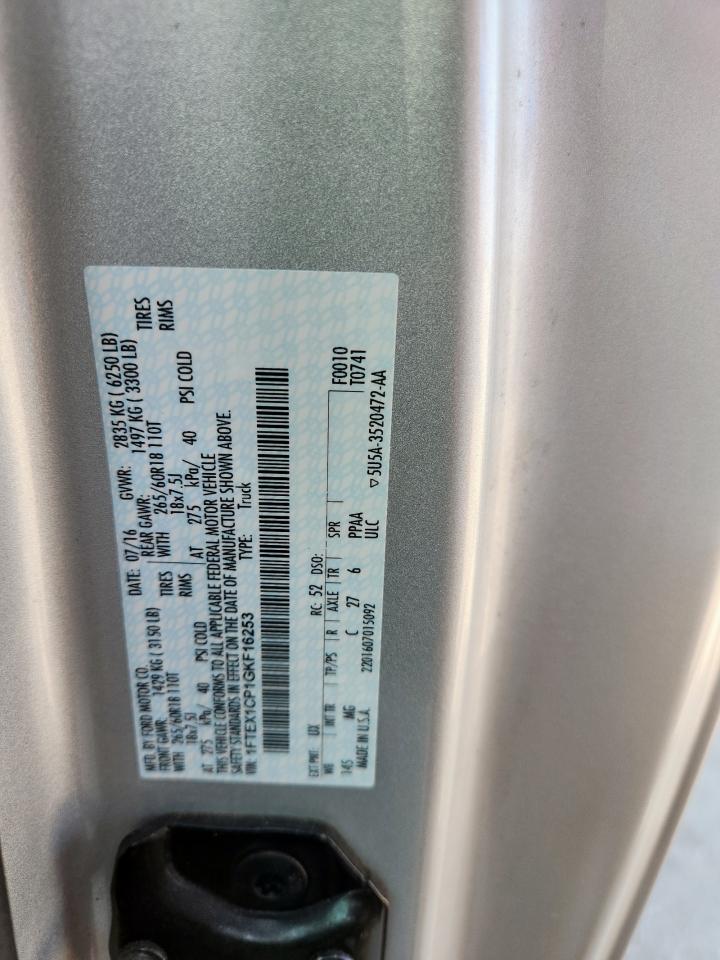 MFD. BY FORD MOTOR CO. DATE: 07/16 GVWR: 2835 KG ( 6250 LB)
FRONT GAWR: 1429 KG ( 3150 LB) REAR GAWR: 1497 KG ( 3300 LB)
WITH 265/60R18 110T TIRES WITH 265/60R18 110T TIRES
18x7.5J RIMS 18x7.5J RIMS
AT 275 kPa/ 40 PSI COLD AT 275 kPa/ 40 PSI COLD
THIS VEHICLE CONFORMS TO ALL APPLICABLE FEDERAL MOTOR VEHICLE
SAFETY STANDARDS IN EFFECT ON THE DATE OF MANUFACTURE SHOWN ABOVE.
VIN: 1FTEX1CP1GKF16253 TYPE: Truck
EXT PNT: UX RC: 52 DSO:
WB INT TR TP/PS R AXLE TR SPR F0010
145 MG C 27 6 PPAA T0741
MADE IN U.S.A. 2201607015092 ULC
▽5U5A-3520472-AA